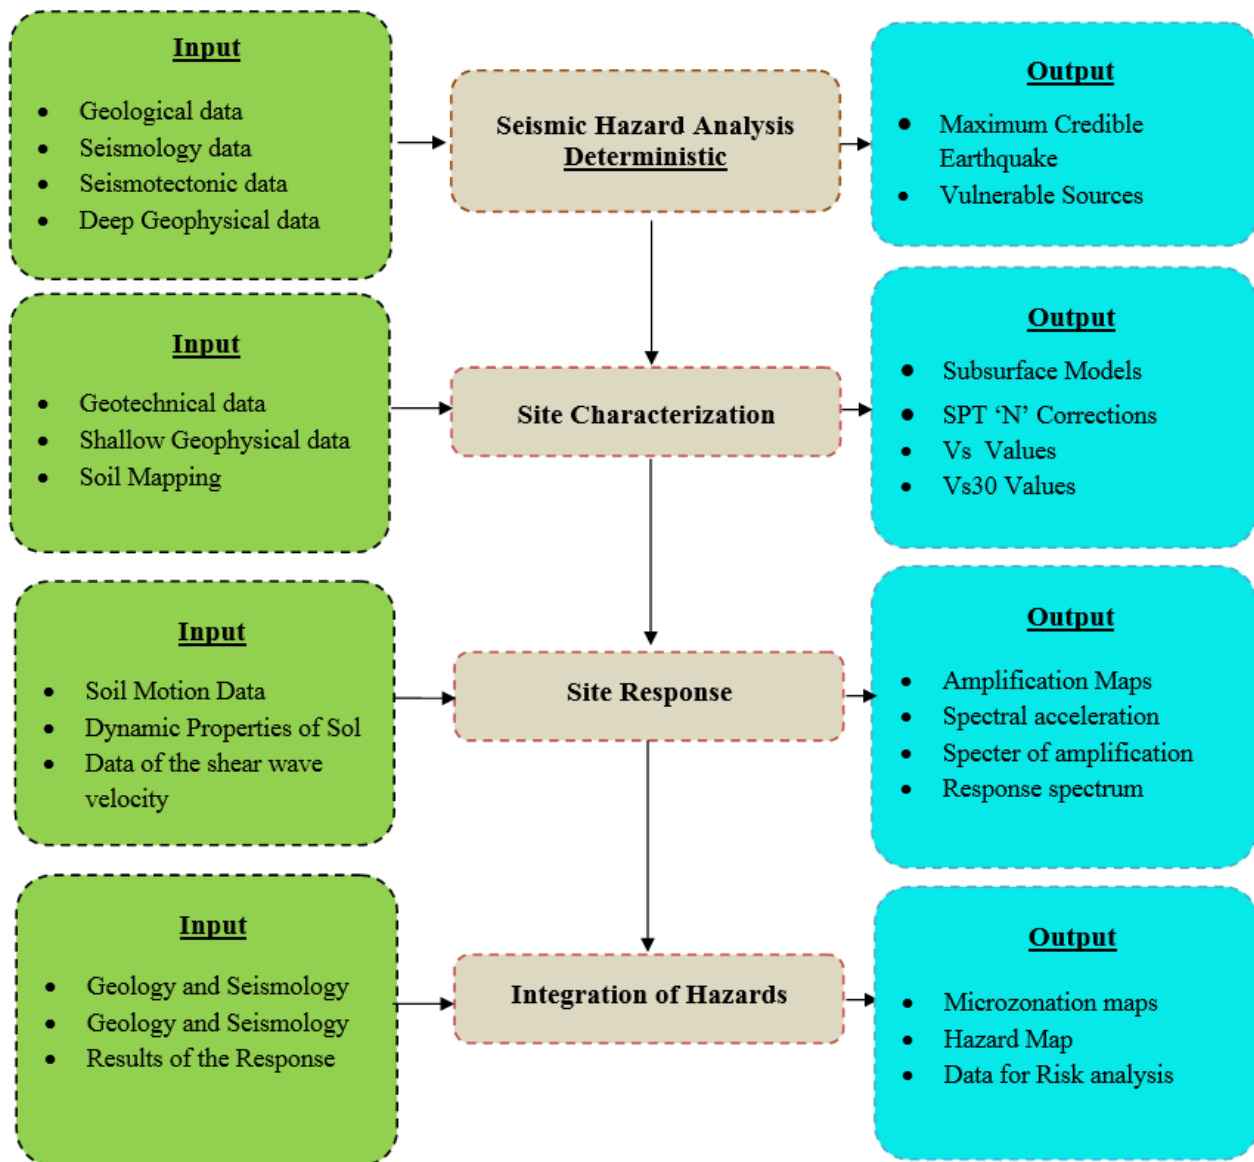 Input
• Geological data
• Seismology data
• Seismotectonic data
• Deep Geophysical data
Seismic Hazard Analysis
Deterministic
Output
• Maximum Credible
Earthquake
• Vulnerable Sources
Input
• Geotechnical data
• Shallow Geophysical data
• Soil Mapping
Site Characterization
Output
• Subsurface Models
• SPT ‘N’ Corrections
• Vs Values
• Vs30 Values
Input
• Soil Motion Data
• Dynamic Properties of Sol
• Data of the shear wave
velocity
Site Response
Output
• Amplification Maps
• Spectral acceleration
• Specter of amplification
• Response spectrum
Input
• Geology and Seismology
• Geology and Seismology
• Results of the Response
Integration of Hazards
Output
• Microzonation maps
• Hazard Map
• Data for Risk analysis